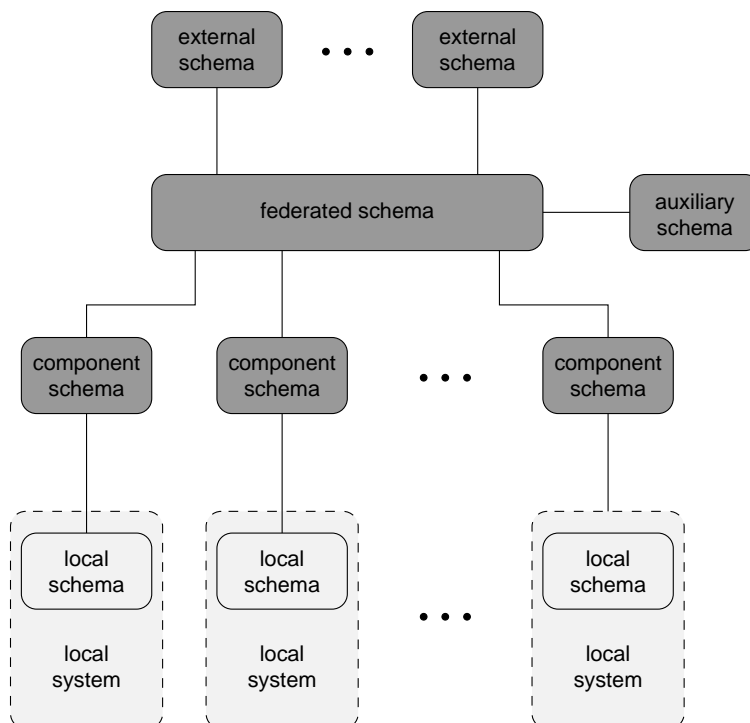 external
schema
external
schema
federated schema
auxiliary
schema
component
schema
component
schema
component
schema
local
schema
local
schema
local
schema
local
system
local
system
local
system